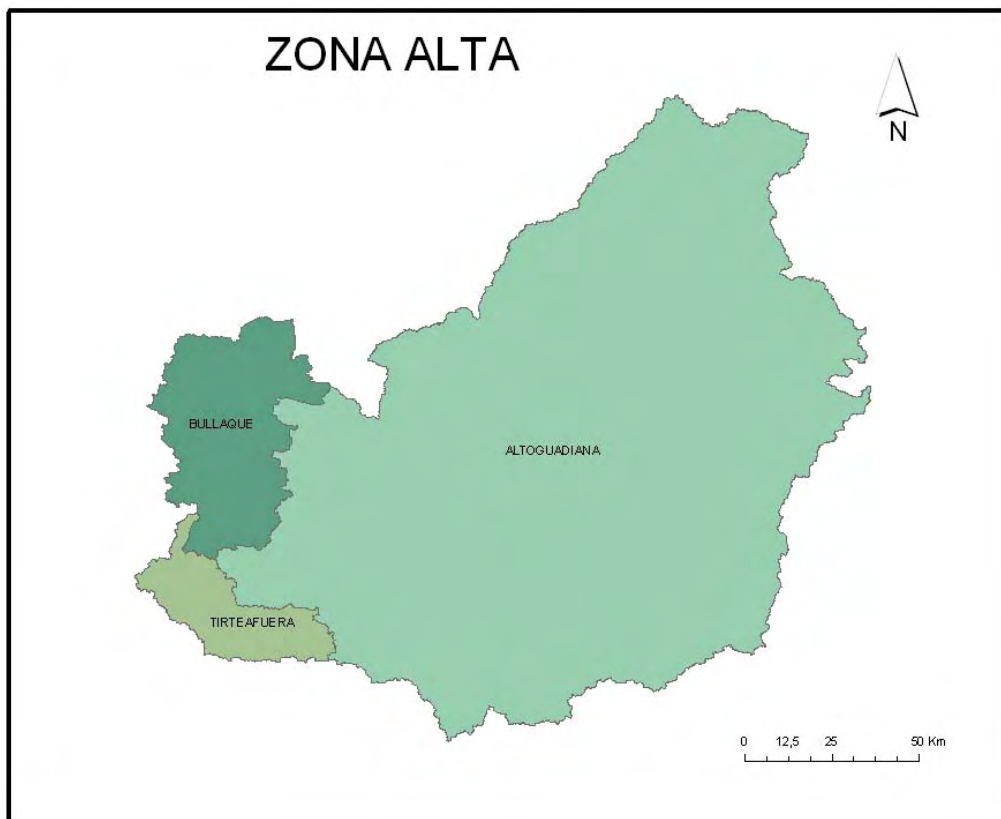 ZONA ALTA
N
BULLAQUE
ALTOGUADIANA
TIRTEAFUERA
0 12,5 25 50 Km